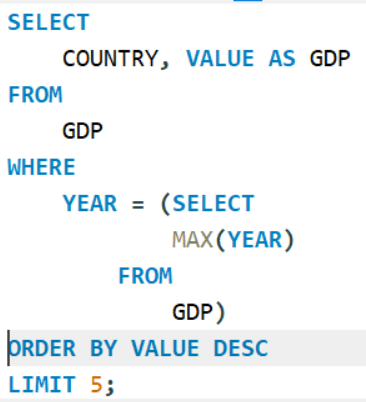 SELECT
COUNTRY, VALUE AS GDP
FROM
GDP
WHERE
YEAR = (SELECT
MAX(YEAR)
FROM
GDP)
ORDER BY VALUE DESC
LIMIT 5;